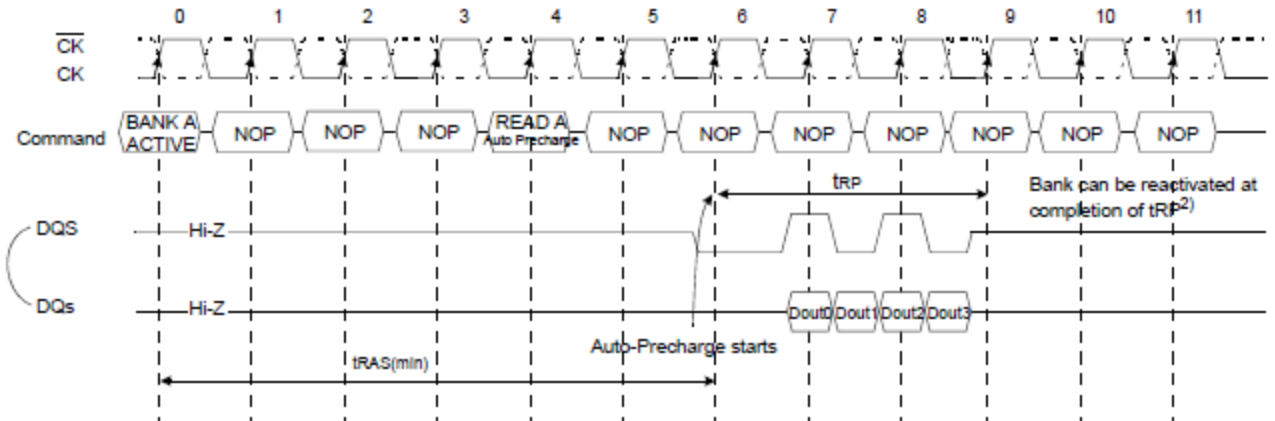 0 1 2 3 4 5 6 7 8 9 10 11
CK
CK
Command
BANK A
ACTIVE
NOP
NOP
NOP
READ A
Auto Precharge
NOP
NOP
NOP
NOP
NOP
NOP
NOP
tRP
Bank can be reactivated at
completion of tRP2)
DQS
Hi-Z
DQs
Hi-Z
Dout0
Dout1
Dout2
Dout3
Auto-Precharge starts
tRAS(min)